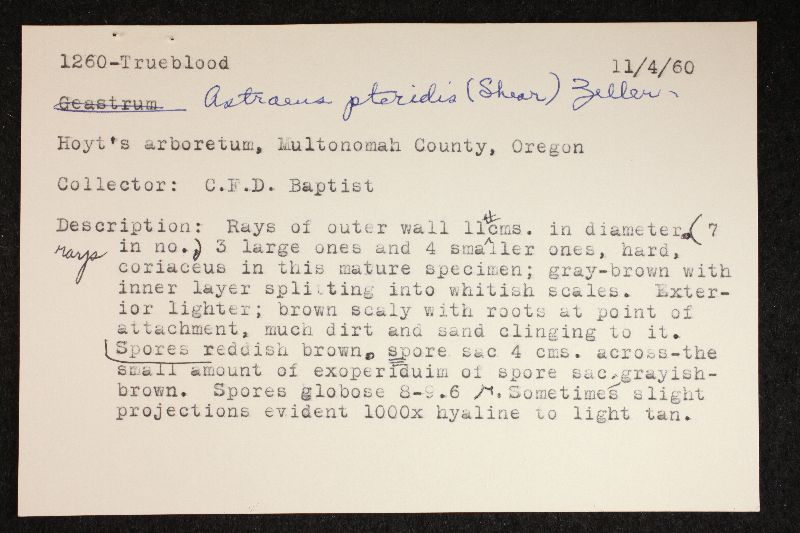 1260-Trueblood 11/4/60
Geastrum Astraeus pteridis (Shear) Zeller
Hoyt's arboretum, Multonomah County, Oregon
Collector: C.F.D. Baptist
Description: Rays of outer wall 11 cms. in diameter. (7
rays in no.) 3 large ones and 4 smaller ones, hard,
coriaceus in this mature specimen; gray-brown with
inner layer splitting into whitish scales. Exter-
ior lighter; brown scaly with roots at point of
attachment, much dirt and sand clinging to it.
Spores reddish brown, spore sac 4 cms. across-the
small amount of exoperiduim of spore sac, grayish-
brown. Spores globose 8-9.6 µ. Sometimes slight
projections evident 1000x hyaline to light tan.